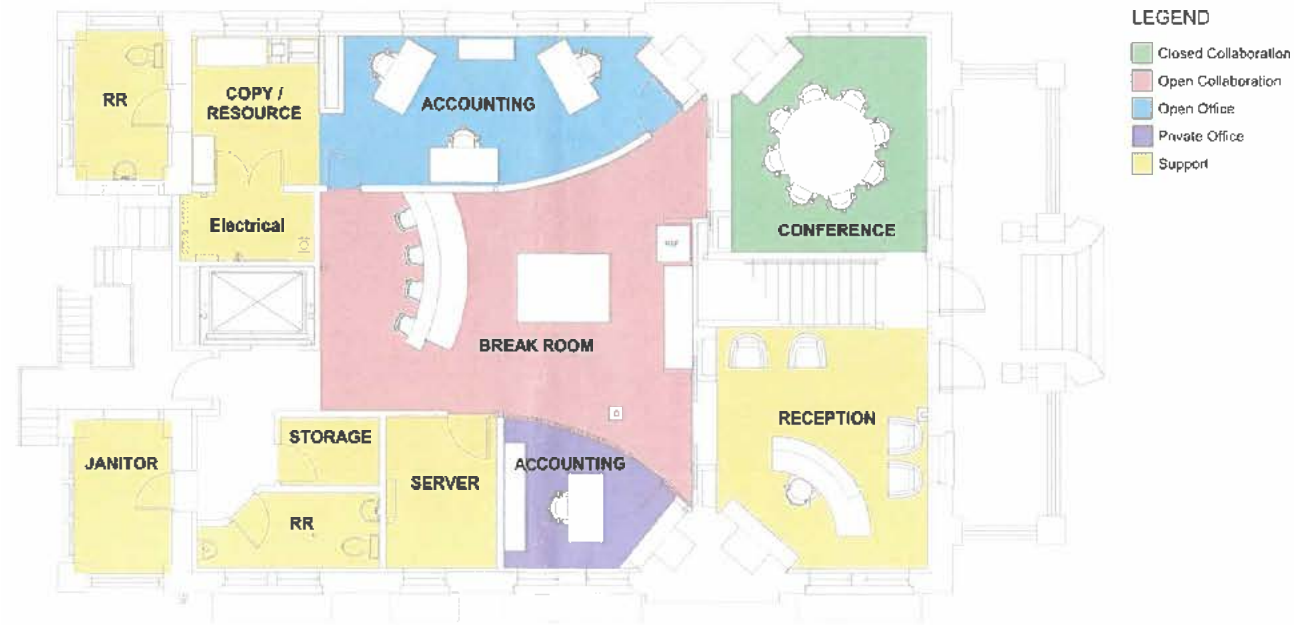 LEGEND
Closed Collaboration
Open Collaboration
Open Office
Private Office
Support
RR
COPY /
RESOURCE
ACCOUNTING
CONFERENCE
Electrical
REF
BREAK ROOM
RECEPTION
STORAGE
JANITOR
SERVER
ACCOUNTING
RR